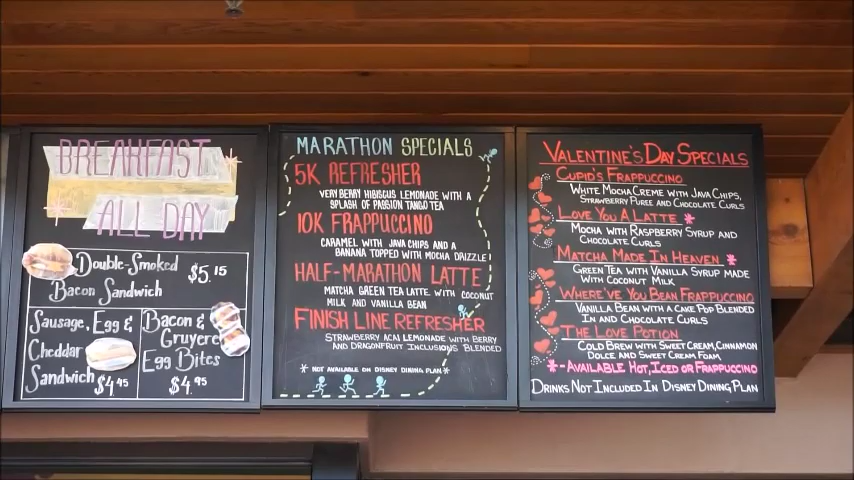 BREAKFAST
ALL DAY
Double-Smoked
Bacon Sandwich
$5.15
Sausage, Egg &
Cheddar
Sandwich
$4.45
Bacon &
Gruyere
Egg Bites
$4.95
MARATHON SPECIALS
5K REFRESHER
VERY BERRY HIBISCUS LEMONADE WITH A
SPLASH OF PASSION TANGO TEA
10K FRAPPUCCINO
CARAMEL WITH JAVA CHIPS AND A
BANANA TOPPED WITH MOCHA DRIZZLE
HALF-MARATHON LATTE
MATCHA GREEN TEA LATTE WITH COCONUT
MILK AND VANILLA BEAN
FINISH LINE REFRESHER
STRAWBERRY ACAI LEMONADE WITH BERRY
AND DRAGONFRUIT INCLUSIONS BLENDED
* NOT AVAILABLE ON DISNEY DINING PLAN *
VALENTINE'S DAY SPECIALS
CUPID'S FRAPPUCCINO
WHITE MOCHA CREME WITH JAVA CHIPS,
STRAWBERRY PUREE AND CHOCOLATE CURLS
LOVE YOU A LATTE *
MOCHA WITH RASPBERRY SYRUP AND
CHOCOLATE CURLS
MATCHA MADE IN HEAVEN *
GREEN TEA WITH VANILLA SYRUP MADE
WITH COCONUT MILK
WHERE'VE YOU BEAN FRAPPUCCINO
VANILLA BEAN WITH A CAKE POP BLENDED
IN AND CHOCOLATE CURLS
THE LOVE POTION
COLD BREW WITH SWEET CREAM, CINNAMON
DOLCE AND SWEET CREAM FOAM
*-AVAILABLE HOT, ICED OR FRAPPUCCINO
DRINKS NOT INCLUDED IN DISNEY DINING PLAN